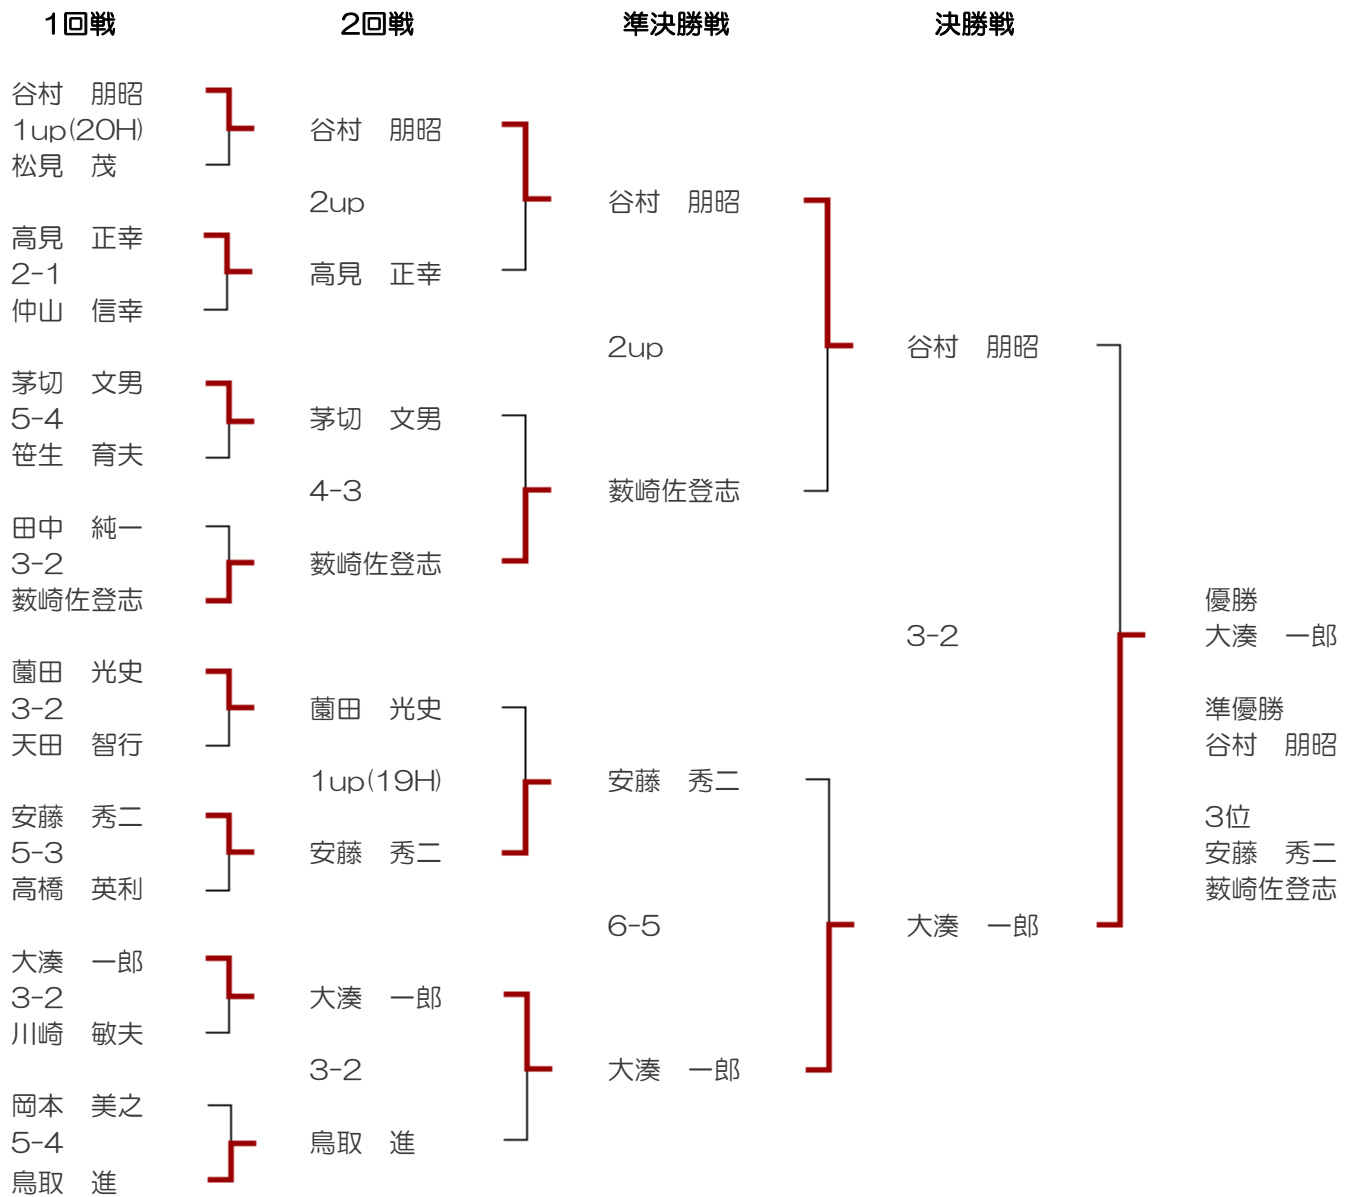 1回戦
2回戦
準決勝戦
決勝戦
谷村　朋昭
1up(20H)
松見　茂
高見　正幸
2-1
仲山　信幸
茅切　文男
5-4
笹生　育夫
田中　純一
3-2
薮崎佐登志
薗田　光史
3-2
天田　智行
安藤　秀二
5-3
高橋　英利
大湊　一郎
3-2
川崎　敏夫
岡本　美之
5-4
鳥取　進
谷村　朋昭
2up
高見　正幸
茅切　文男
4-3
薮崎佐登志
薗田　光史
1up(19H)
安藤　秀二
大湊　一郎
3-2
鳥取　進
谷村　朋昭
2up
薮崎佐登志
安藤　秀二
6-5
大湊　一郎
谷村　朋昭
3-2
大湊　一郎
優勝
大湊　一郎
準優勝
谷村　朋昭
3位
安藤　秀二
薮崎佐登志